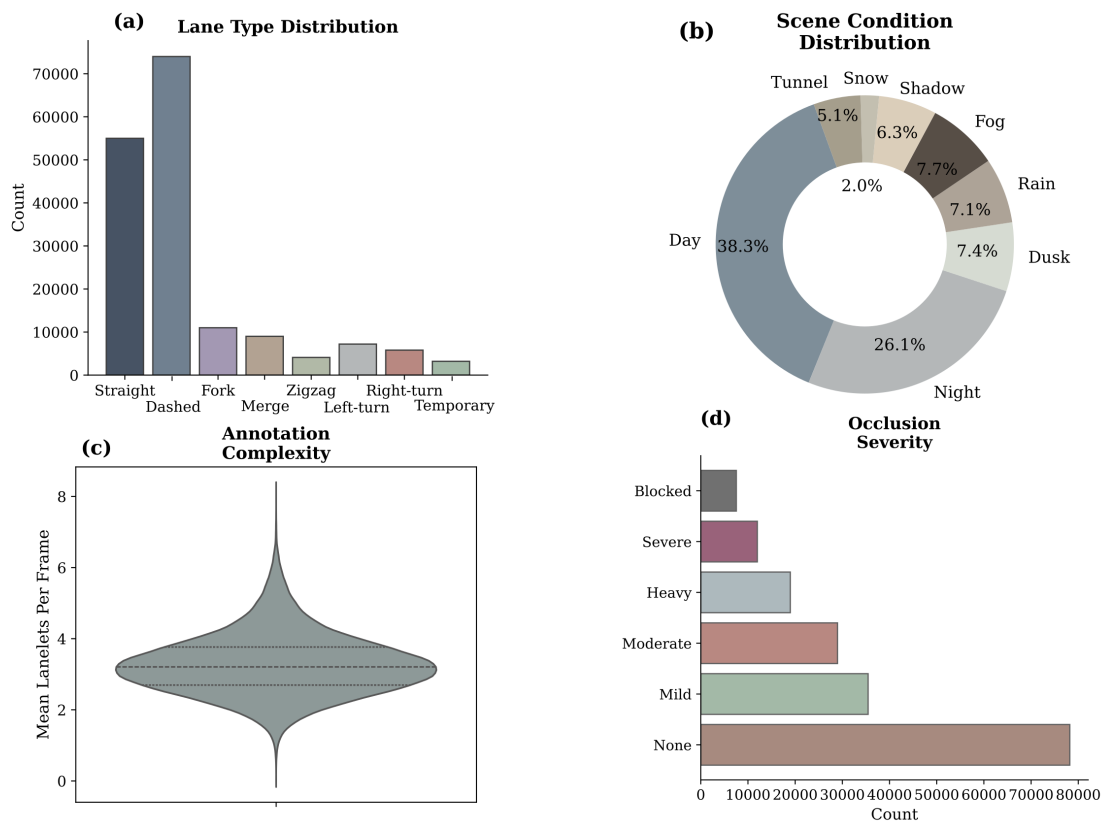 (a)
Lane Type Distribution
Count
70000
60000
50000
40000
30000
20000
10000
0
Straight
Dashed
Fork
Merge
Zigzag
Left-turn
Right-turn
Temporary
(b)
Scene Condition
Distribution
Tunnel
Snow
Shadow
Fog
Rain
Dusk
Night
Day
5.1%
2.0%
6.3%
7.7%
7.1%
7.4%
26.1%
38.3%
(c)
Annotation
Complexity
Mean Lanelets Per Frame
8
6
4
2
0
(d)
Occlusion
Severity
Blocked
Severe
Heavy
Moderate
Mild
None
0 10000 20000 30000 40000 50000 60000 70000 80000
Count